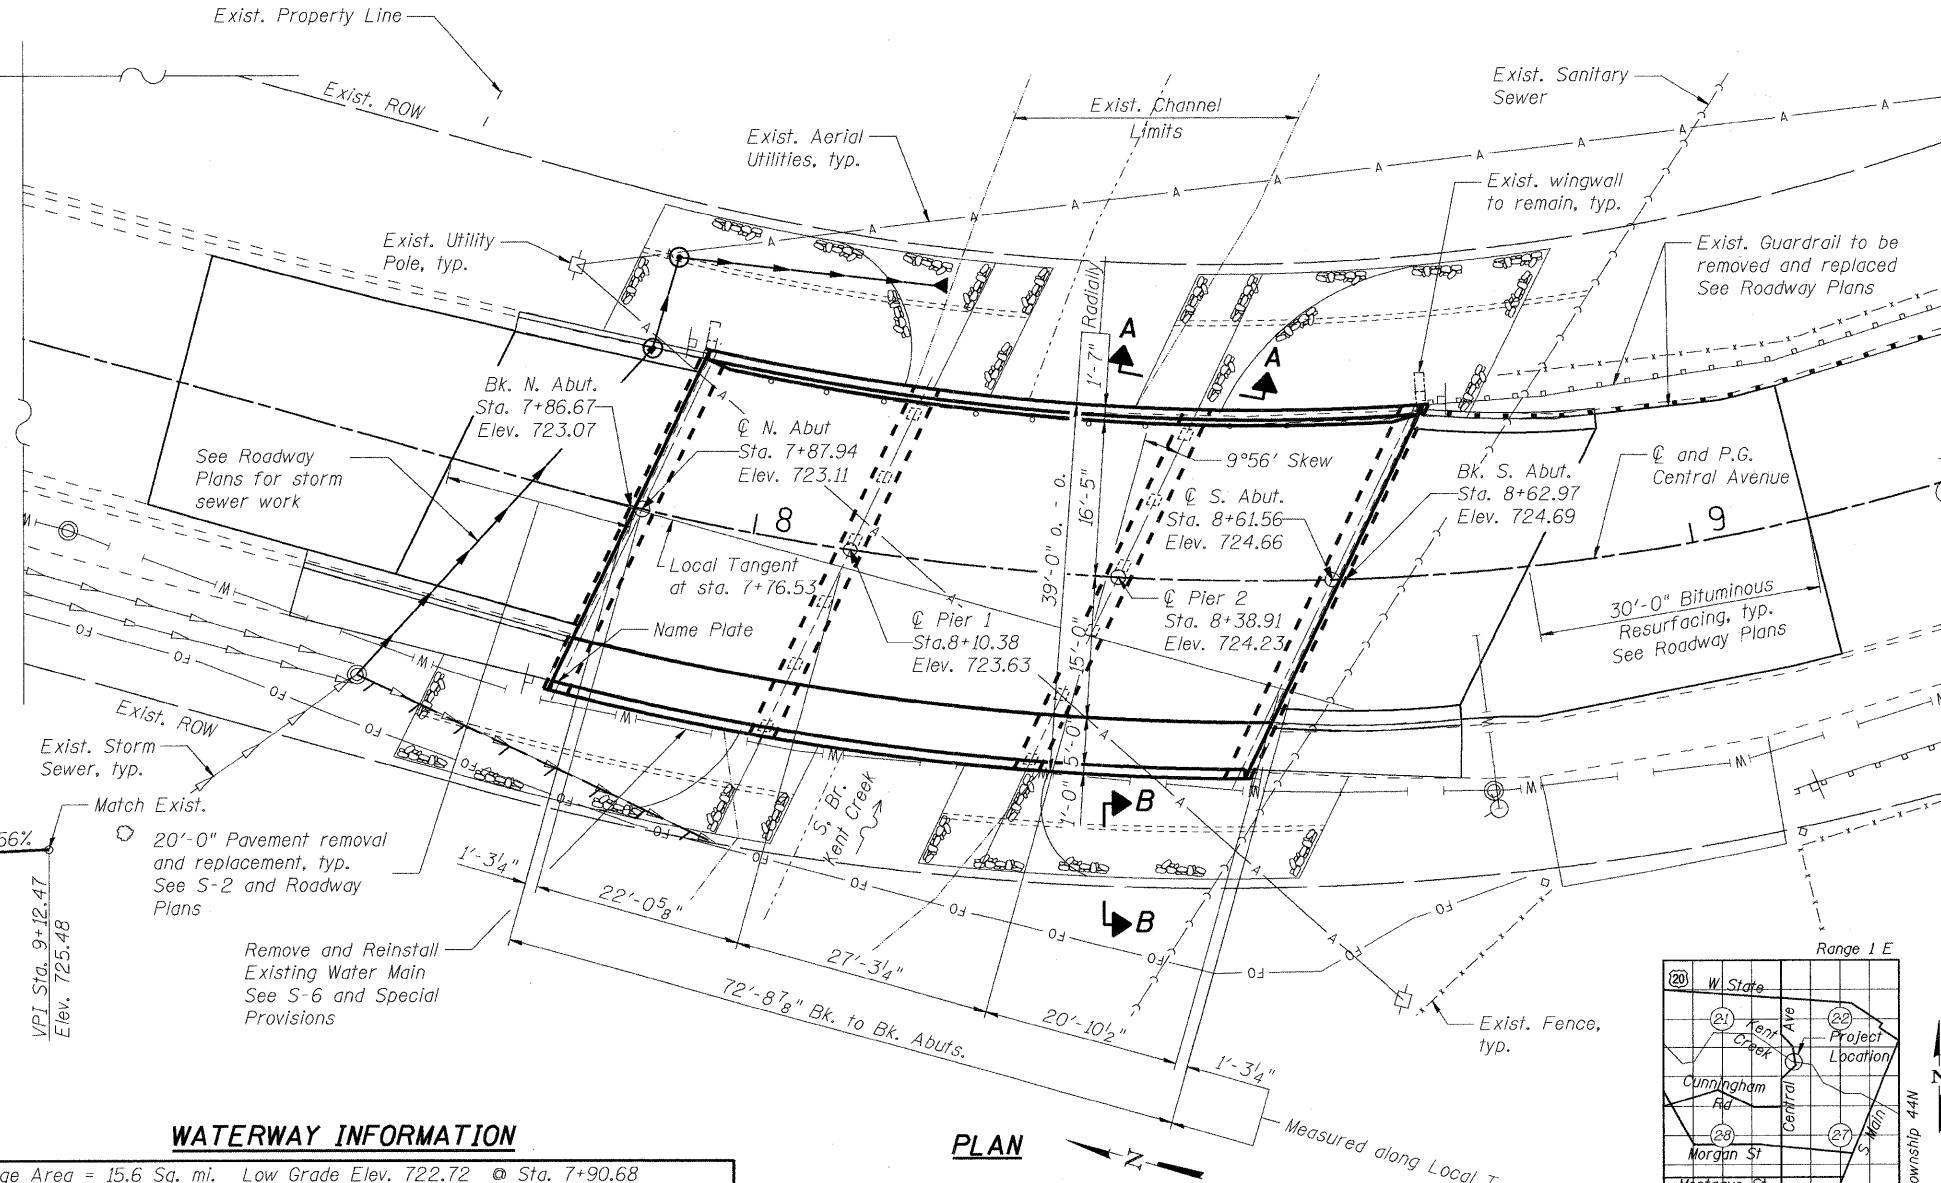 Exist. Property Line
Exist. ROW
Exist. Aerial
Utilities, typ.
Exist. Channel
Limits
Exist. Sanitary
Sewer
Exist. wingwall
to remain, typ.
Exist. Guardrail to be
removed and replaced
See Roadway Plans
Exist. Utility
Pole, typ.
Radially
1'-7"
A
A
Bk. N. Abut.
Sta. 7+86.67
Elev. 723.07
℄ N. Abut
Sta. 7+87.94
Elev. 723.11
See Roadway
Plans for storm
sewer work
8
9°56' Skew
16'-5"
39'-0" o. - o.
℄ S. Abut.
Sta. 8+61.56
Elev. 724.66
Bk. S. Abut.
Sta. 8+62.97
Elev. 724.69
℄ and P.G.
Central Avenue
9
Local Tangent
at sta. 7+76.53
Name Plate
℄ Pier 1
Sta.8+10.38
Elev. 723.63
℄ Pier 2
Sta. 8+38.91
Elev. 724.23
15'-0"
5'-0"
1'-0"
30'-0" Bituminous
Resurfacing, typ.
See Roadway Plans
Exist. ROW
Exist. Storm
Sewer, typ.
Match Exist.
56%
VPI Sta. 9+12.47
Elev. 725.48
20'-0" Pavement removal
and replacement, typ.
See S-2 and Roadway
Plans
S. Br.
Kent Creek
B
B
1'-3¼"
22'-0⅝"
27'-3¼"
20'-10½"
1'-3¼"
72'-8⅞" Bk. to Bk. Abuts.
Remove and Reinstall
Existing Water Main
See S-6 and Special
Provisions
Exist. Fence,
typ.
Measured along Local T
Range 1 E
20
W State
21
22
Kent
Creek
Ave
Project
Location
Cunningham
Rd
Central
S Main
28
27
Morgan St
Township 44N
N
WATERWAY INFORMATION
PLAN
N
ge Area = 15.6 Sq. mi. Low Grade Elev. 722.72 @ Sta. 7+90.68